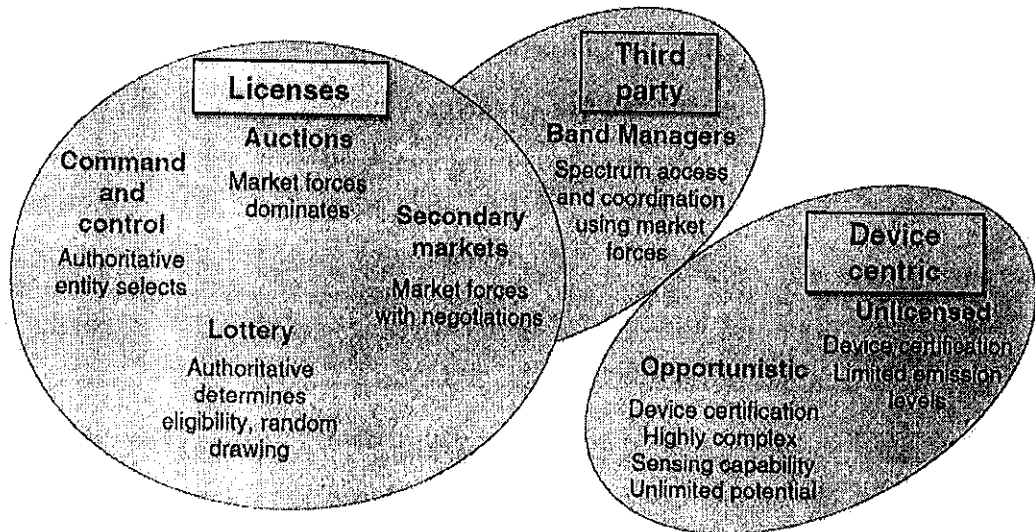 Licenses
Auctions
Market forces
dominates
Command
and
control
Authoritative
entity selects
Secondary
markets
Market forces
with negotiations
Lottery
Authoritative
determines
eligibility, random
drawing
Third
party
Band Managers
Spectrum access
and coordination
using market
forces
Device
centric
Unlicensed
Device certification
Limited emission
levels
Opportunistic
Device certification
Highly complex
Sensing capability
Unlimited potential